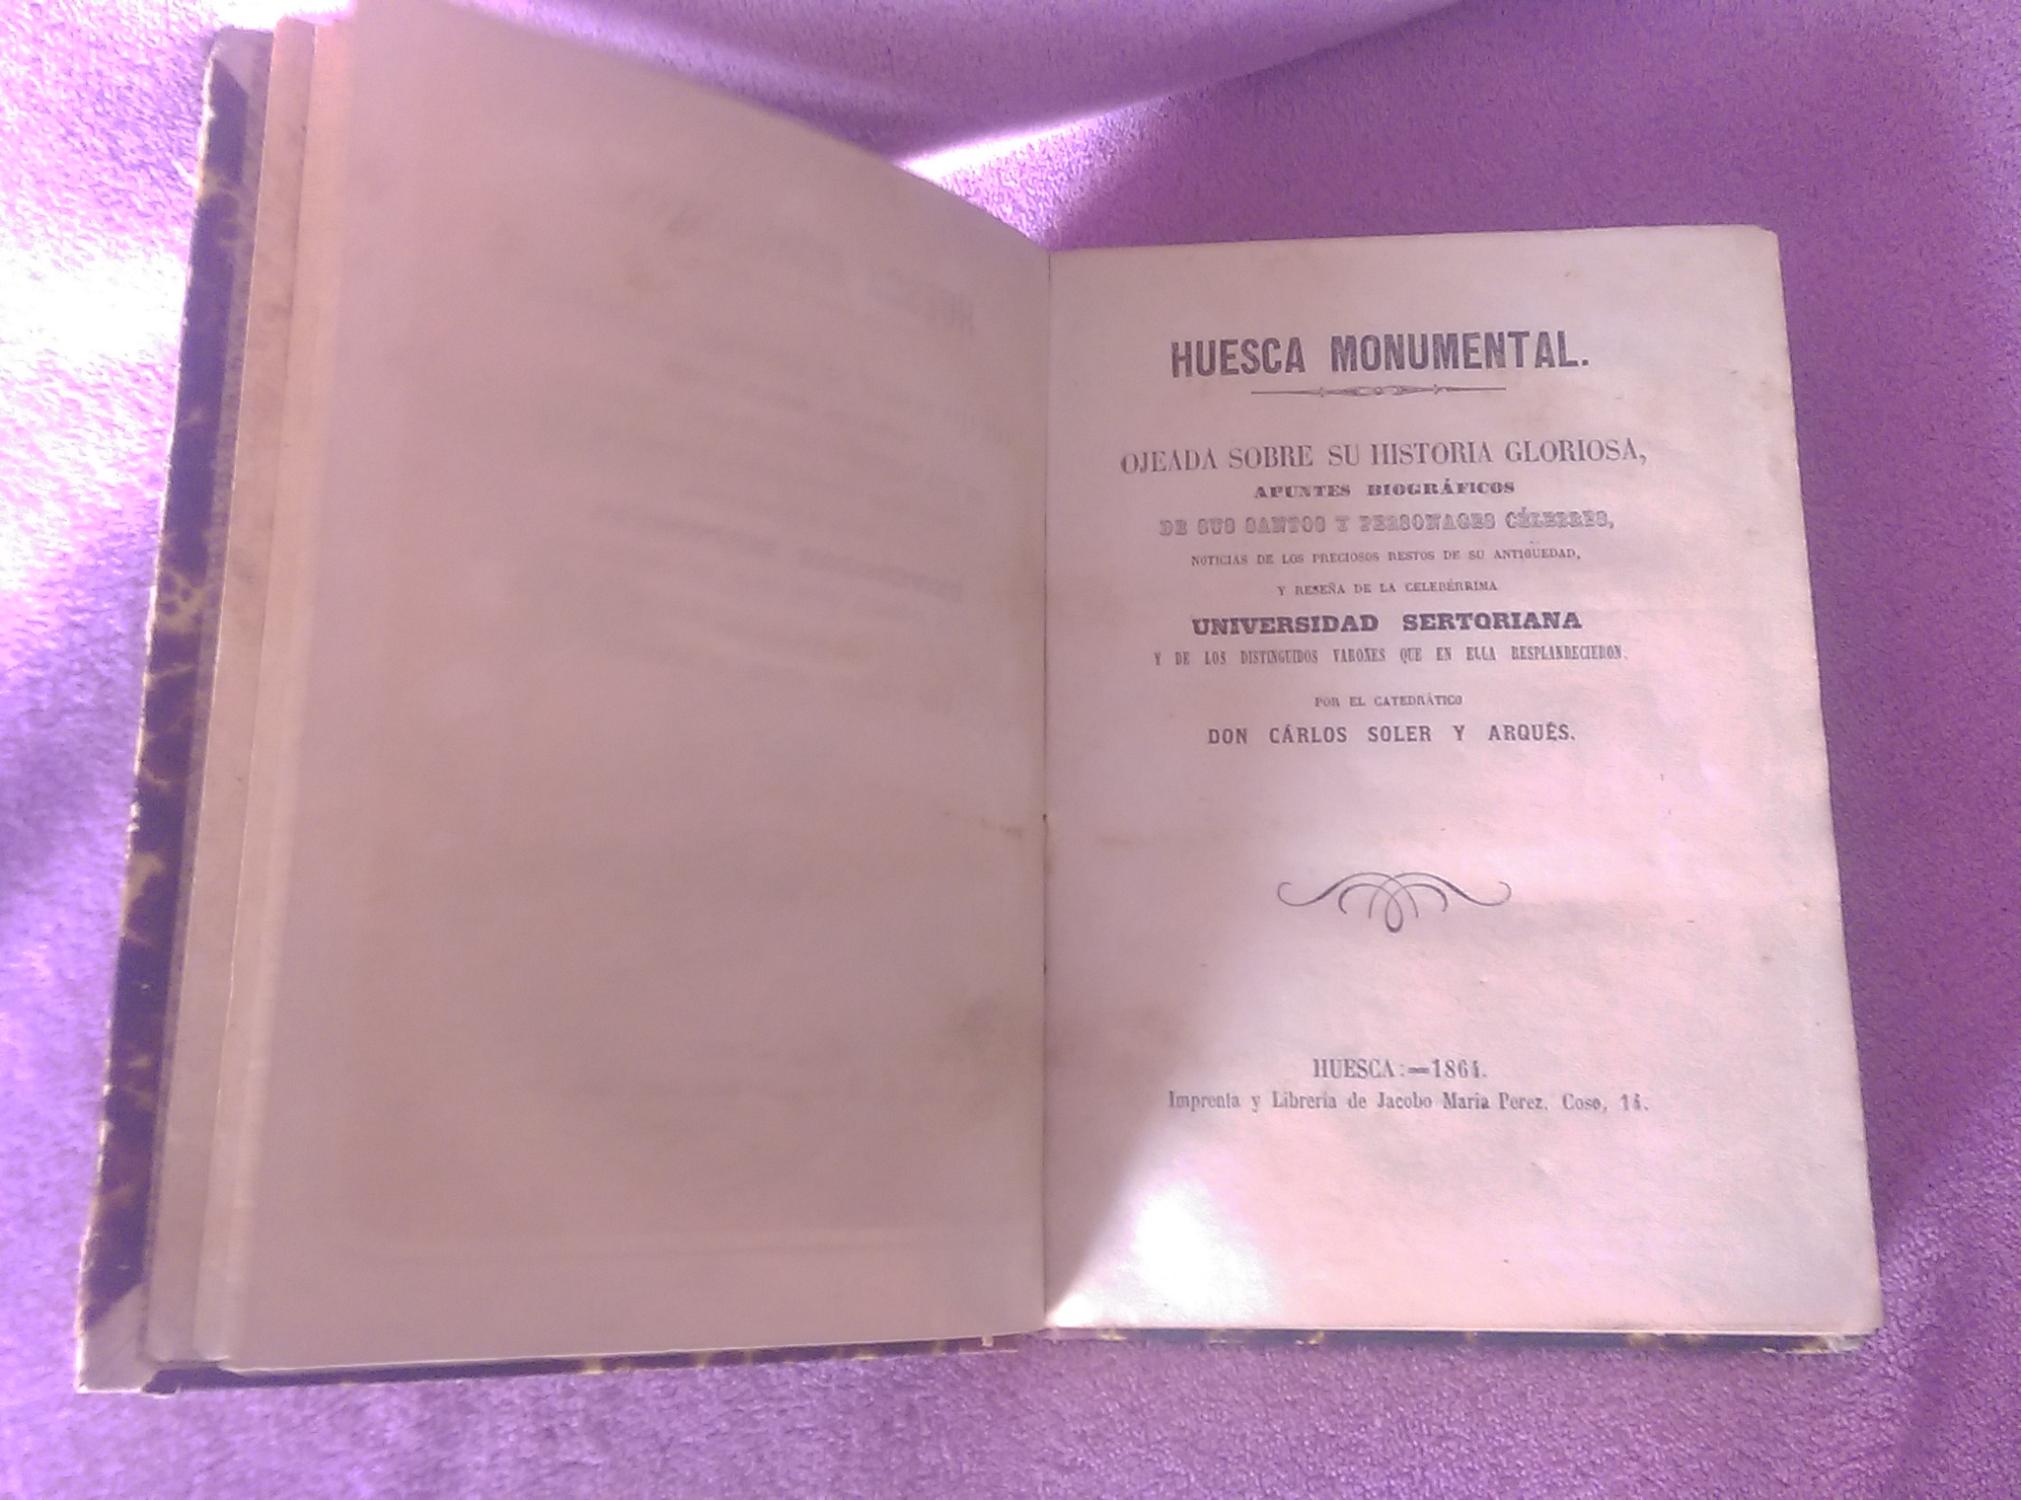 HUESCA MONUMENTAL.
OJEADA SOBRE SU HISTORIA GLORIOSA,
APUNTES BIOGRÁFICOS
DE SUS SANTOS Y PERSONAGES CÉLEBRES,
NOTICIAS DE LOS PRECIOSOS RESTOS DE SU ANTIGÜEDAD,
Y RESEÑA DE LA CELEBÉRRIMA
UNIVERSIDAD SERTORIANA
Y DE LOS DISTINGUIDOS VARONES QUE EN ELLA RESPLANDECIERON.
POR EL CATEDRÁTICO
DON CÁRLOS SOLER Y ARQUÉS.
HUESCA:—1864.
Imprenta y Librería de Jacobo María Perez, Coso, 14.